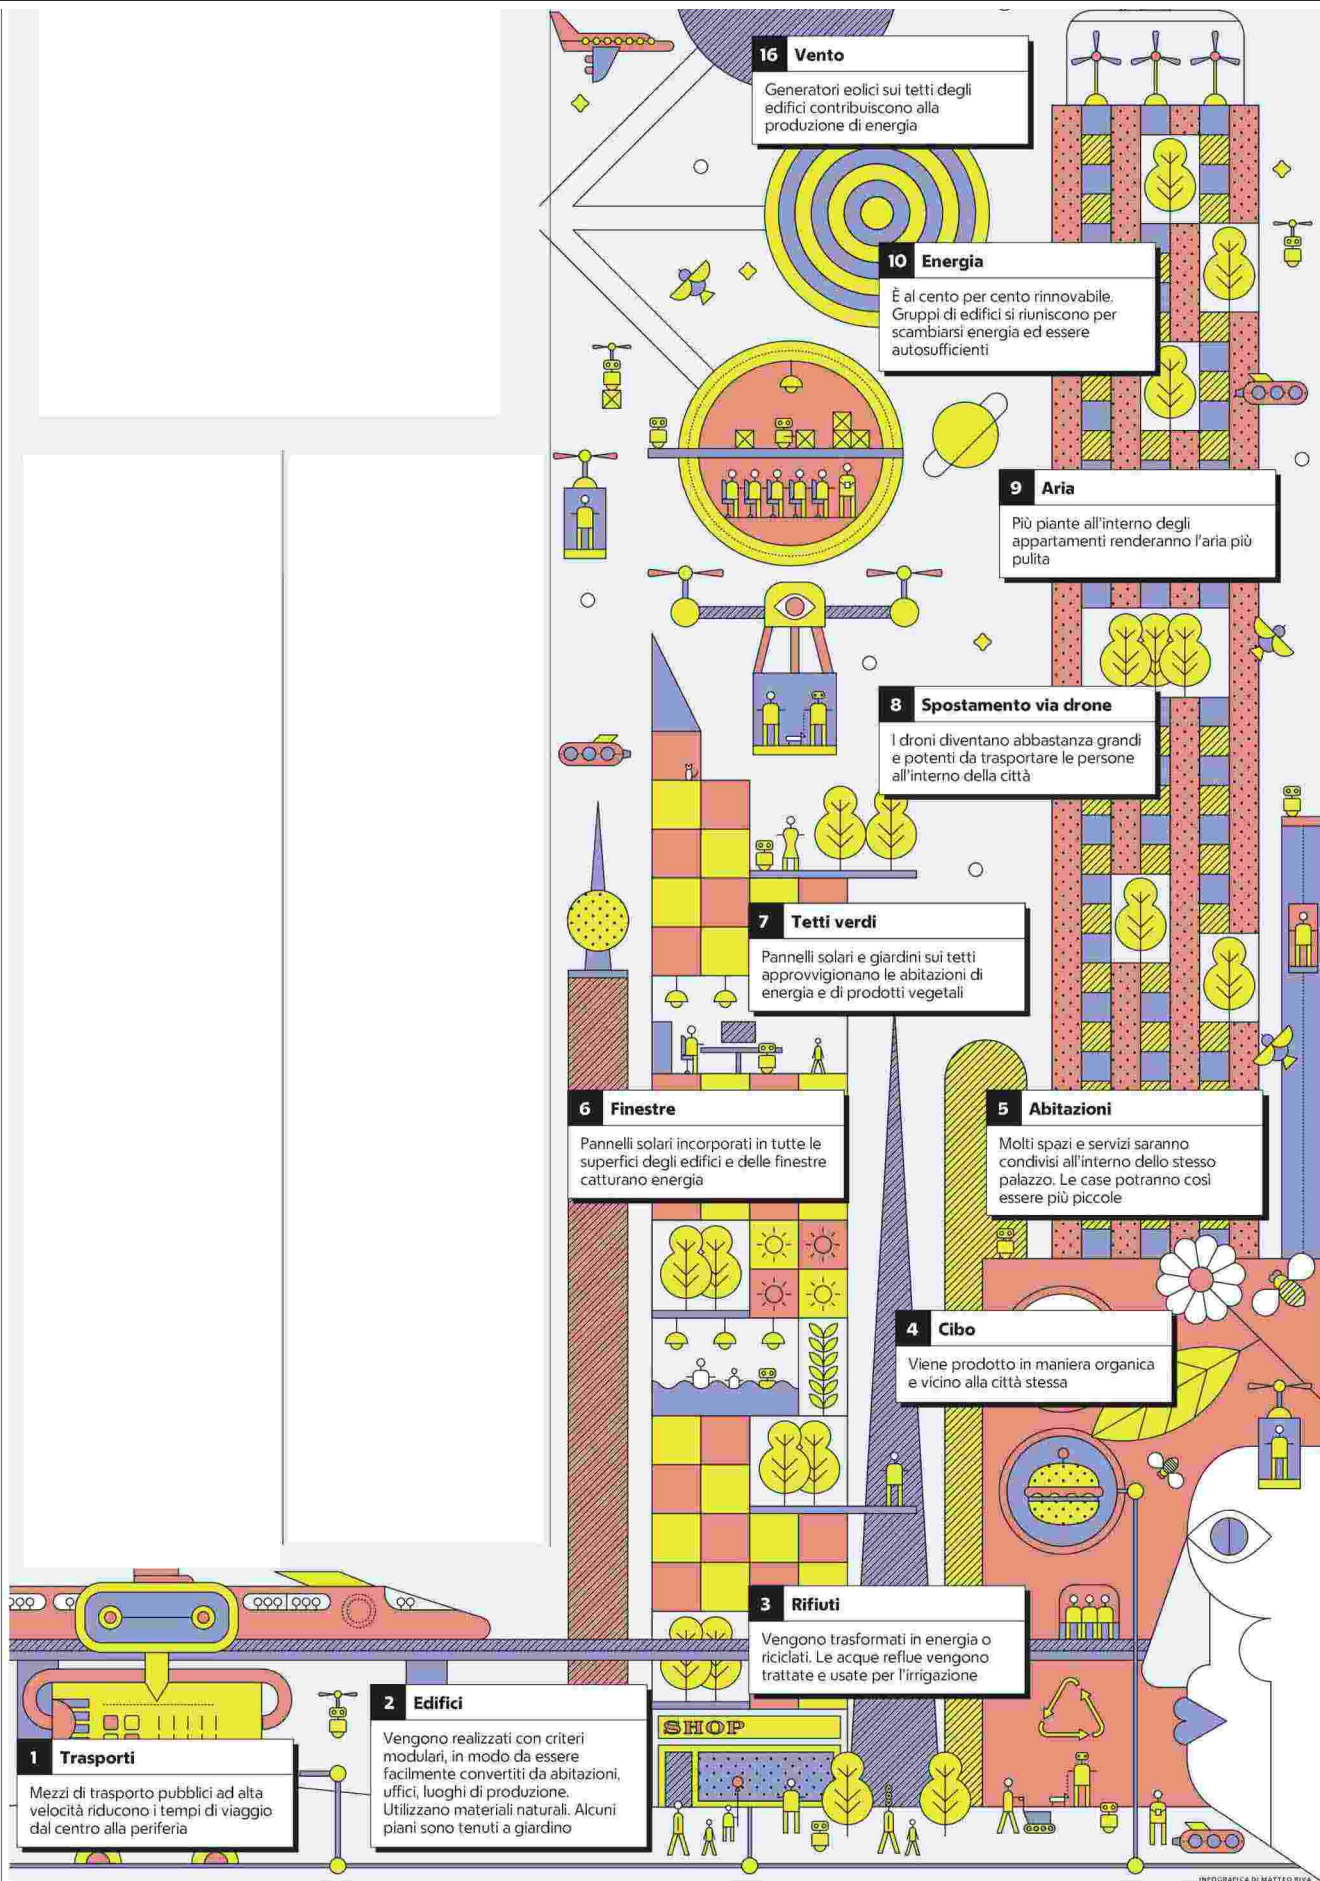 16 Vento
Generatori eolici sui tetti degli
edifici contribuiscono alla
produzione di energia
10 Energia
È al cento per cento rinnovabile.
Gruppi di edifici si riuniscono per
scambiarsi energia ed essere
autosufficienti
9 Aria
Più piante all'interno degli
appartamenti renderanno l'aria più
pulita
8 Spostamento via drone
I droni diventano abbastanza grandi
e potenti da trasportare le persone
all'interno della città
7 Tetti verdi
Pannelli solari e giardini sui tetti
approvvigionano le abitazioni di
energia e di prodotti vegetali
6 Finestre
Pannelli solari incorporati in tutte le
superfici degli edifici e delle finestre
catturano energia
5 Abitazioni
Molti spazi e servizi saranno
condivisi all'interno dello stesso
palazzo. Le case potranno così
essere più piccole
4 Cibo
Viene prodotto in maniera organica
e vicino alla città stessa
3 Rifiuti
Vengono trasformati in energia o
riciclati. Le acque reflue vengono
trattate e usate per l'irrigazione
2 Edifici
Vengono realizzati con criteri
modulari, in modo da essere
facilmente convertiti da abitazioni,
uffici, luoghi di produzione.
Utilizzano materiali naturali. Alcuni
piani sono tenuti a giardino
SHOP
1 Trasporti
Mezzi di trasporto pubblici ad alta
velocità riducono i tempi di viaggio
dal centro alla periferia
INFOGRAFICA DI MATTEO RIVA